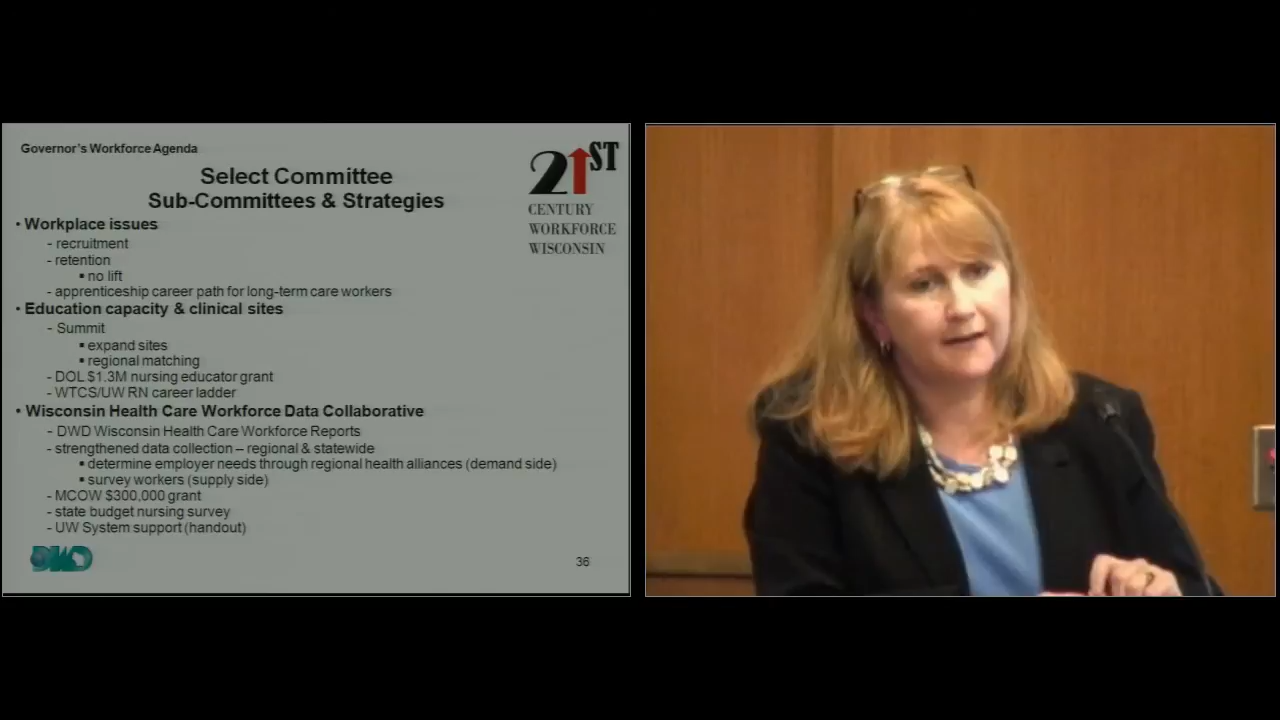 Governor's Workforce Agenda
Select Committee
Sub-Committees & Strategies
21ST
CENTURY
WORKFORCE
WISCONSIN
• Workplace issues
- recruitment
- retention
▪ no lift
- apprenticeship career path for long-term care workers
• Education capacity & clinical sites
- Summit
▪ expand sites
▪ regional matching
- DOL $1.3M nursing educator grant
- WTCS/UW RN career ladder
• Wisconsin Health Care Workforce Data Collaborative
- DWD Wisconsin Health Care Workforce Reports
- strengthened data collection – regional & statewide
▪ determine employer needs through regional health alliances (demand side)
▪ survey workers (supply side)
- MCOW $300,000 grant
- state budget nursing survey
- UW System support (handout)
DWD
36